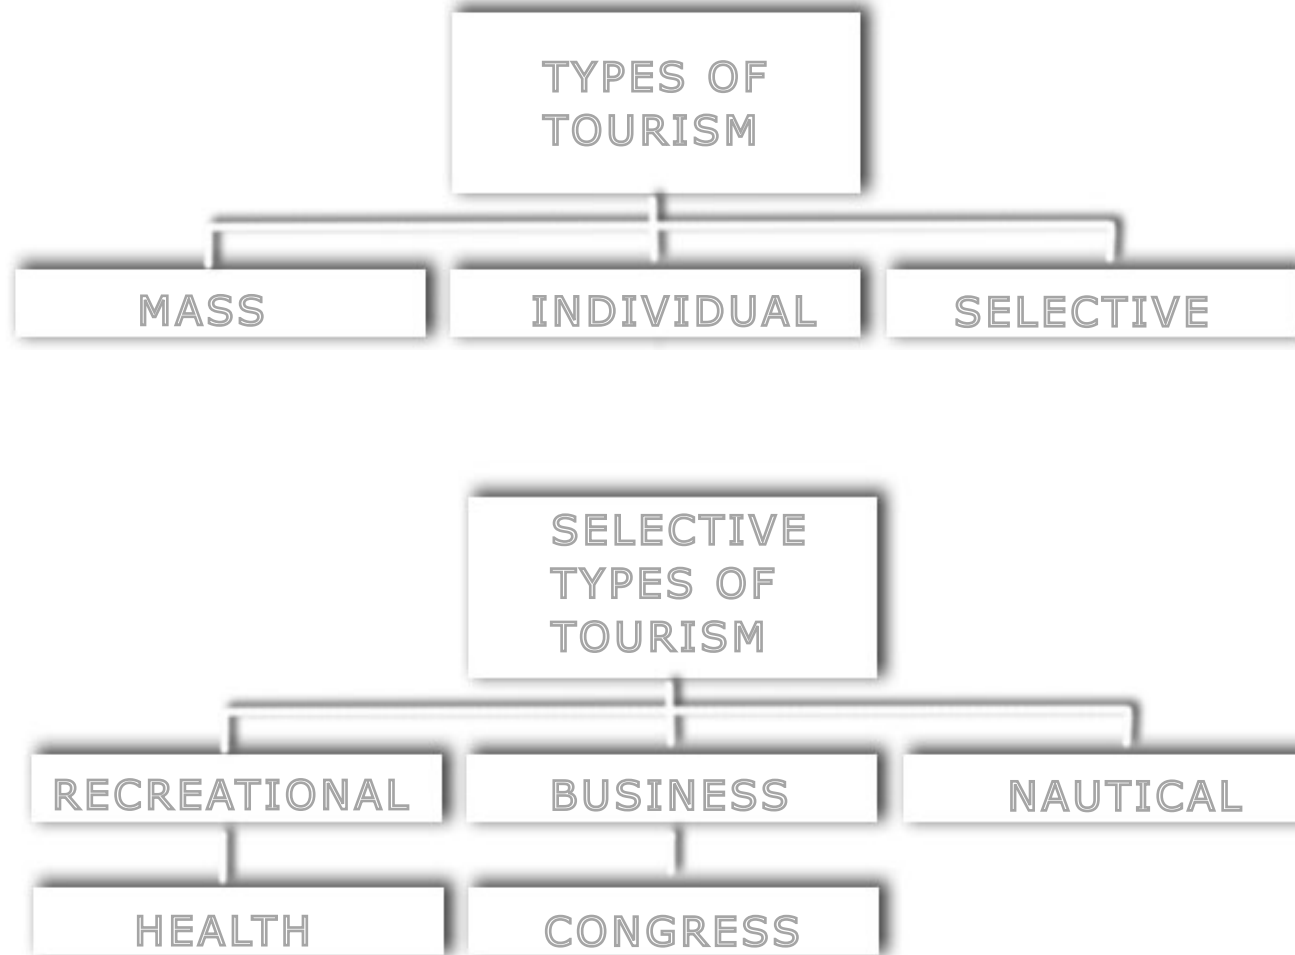 TYPES OF
TOURISM
MASS
INDIVIDUAL
SELECTIVE
SELECTIVE
TYPES OF
TOURISM
RECREATIONAL
BUSINESS
NAUTICAL
HEALTH
CONGRESS